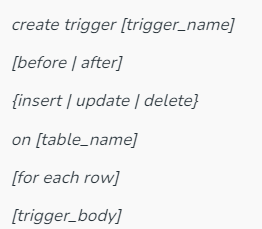 create trigger [trigger_name]
[before | after]
{insert | update | delete}
on [table_name]
[for each row]
[trigger_body]